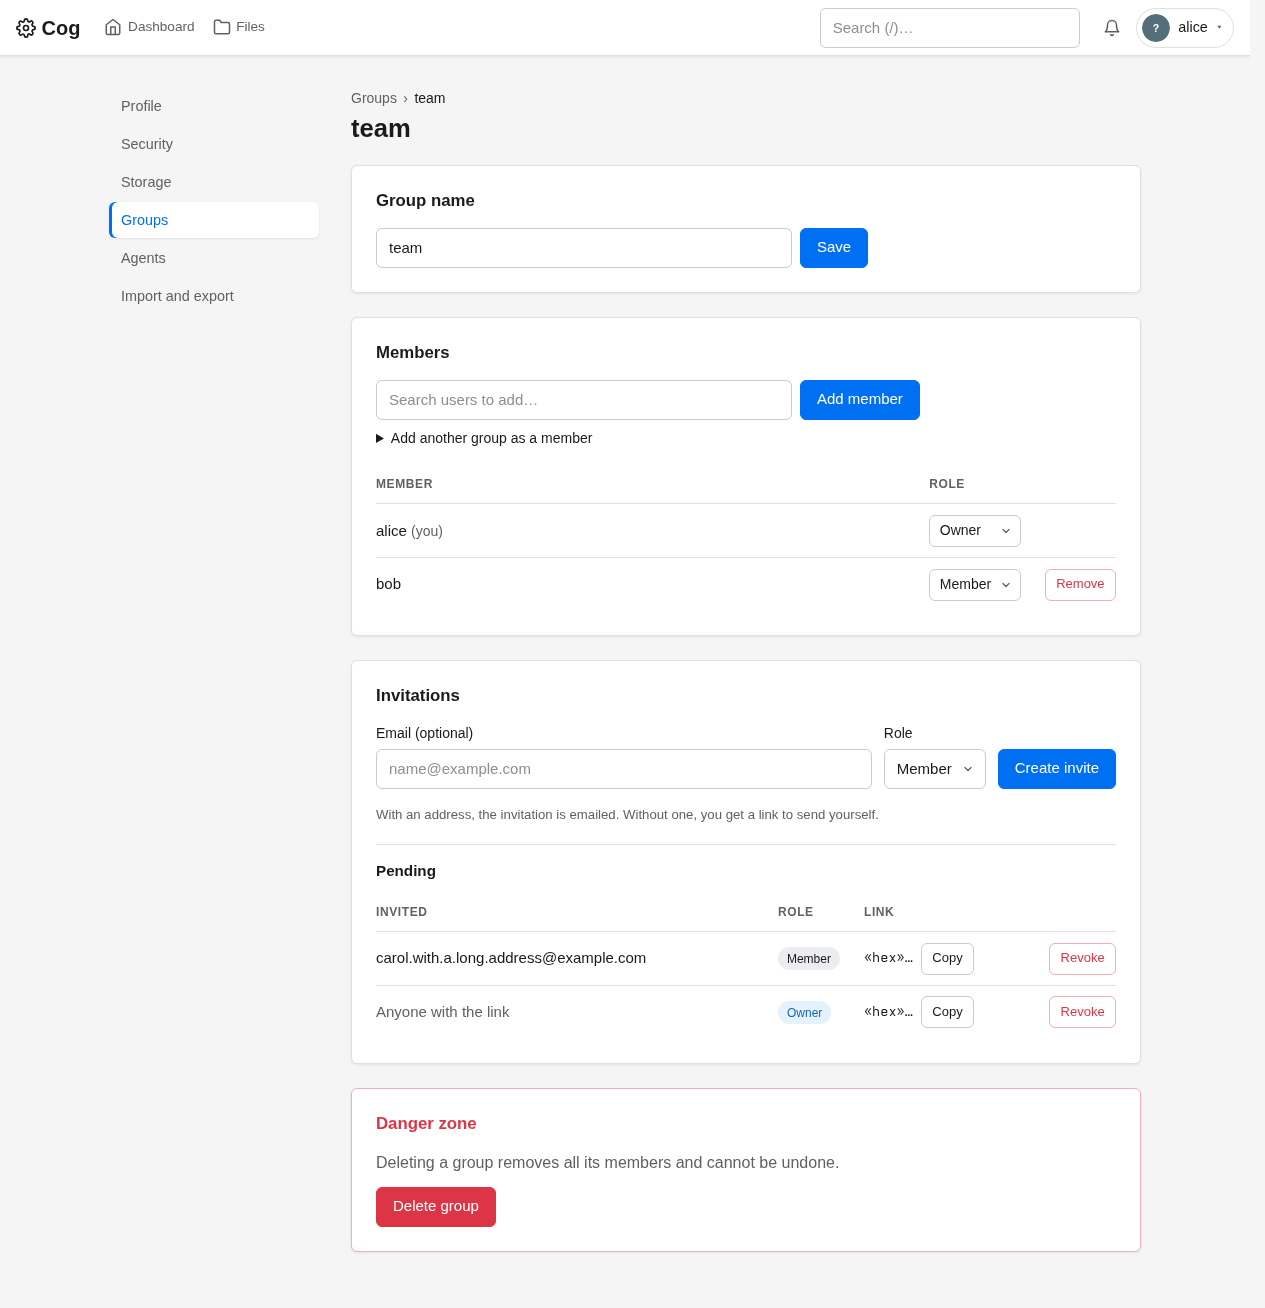 Cog Dashboard Files Search (/)… ? alice
Profile
Security
Storage
Groups
Agents
Import and export
Groups › team
team
Group name
team Save
Members
Search users to add… Add member
Add another group as a member
MEMBER ROLE
alice (you) Owner
bob Member Remove
Invitations
Email (optional) Role
name@example.com Member Create invite
With an address, the invitation is emailed. Without one, you get a link to send yourself.
Pending
INVITED ROLE LINK
carol.with.a.long.address@example.com Member «hex»… Copy Revoke
Anyone with the link Owner «hex»… Copy Revoke
Danger zone
Deleting a group removes all its members and cannot be undone.
Delete group